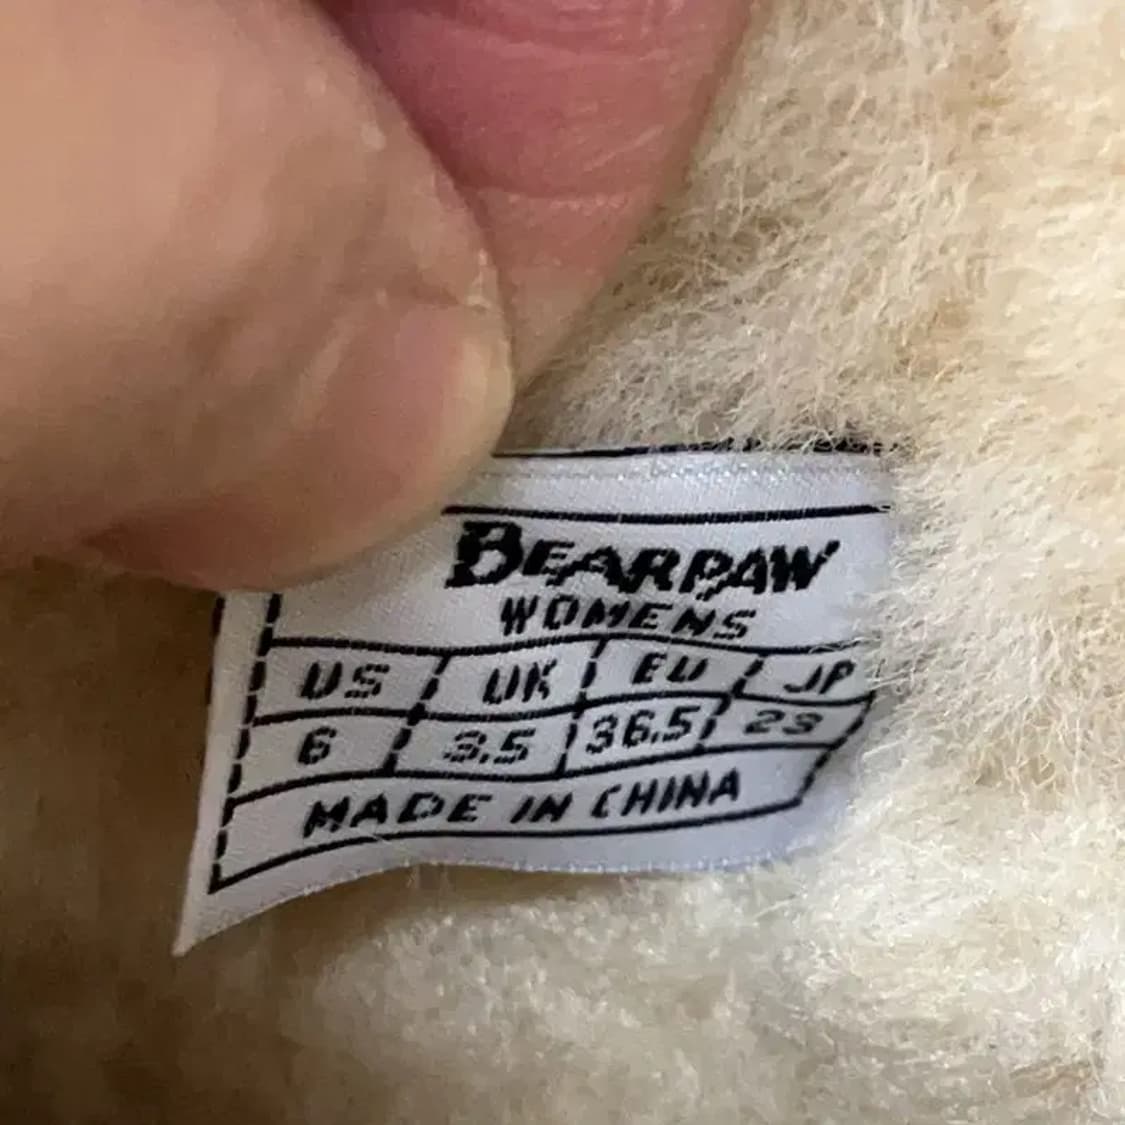 BEARPAW
WOMENS
US UK EU JP
6 3.5 36.5 23
MADE IN CHINA